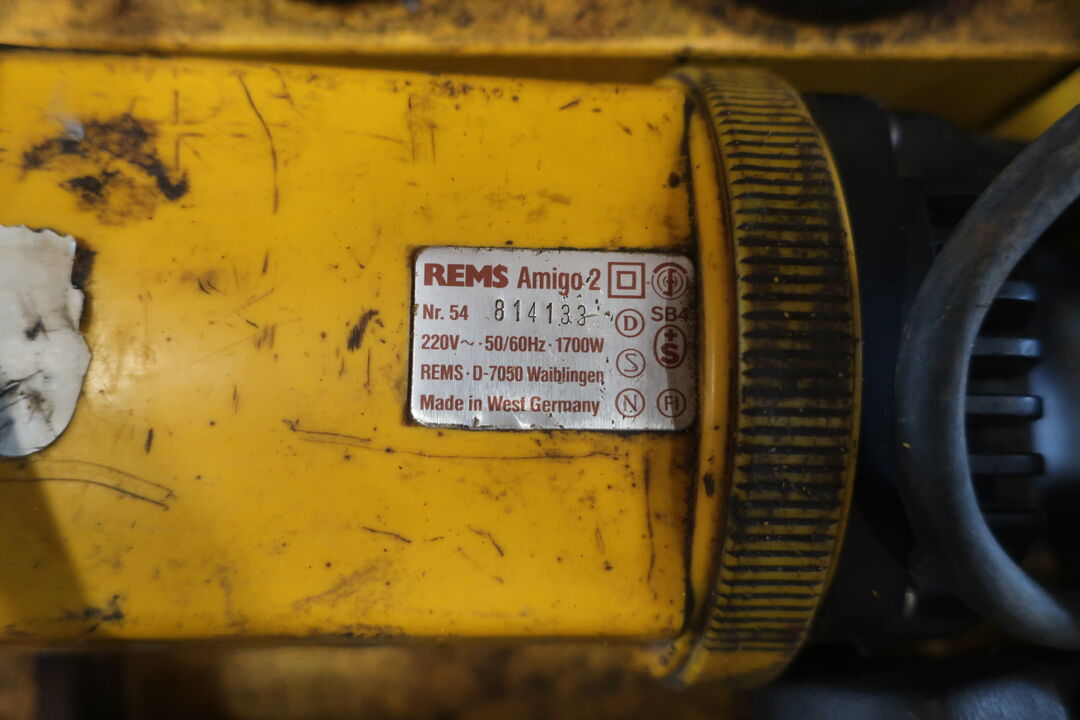 REMS Amigo 2
Nr. 54 814133
SB4
220V~ · 50/60Hz · 1700W
REMS · D-7050 Waiblingen
Made in West Germany
D
S
+S
N
FI